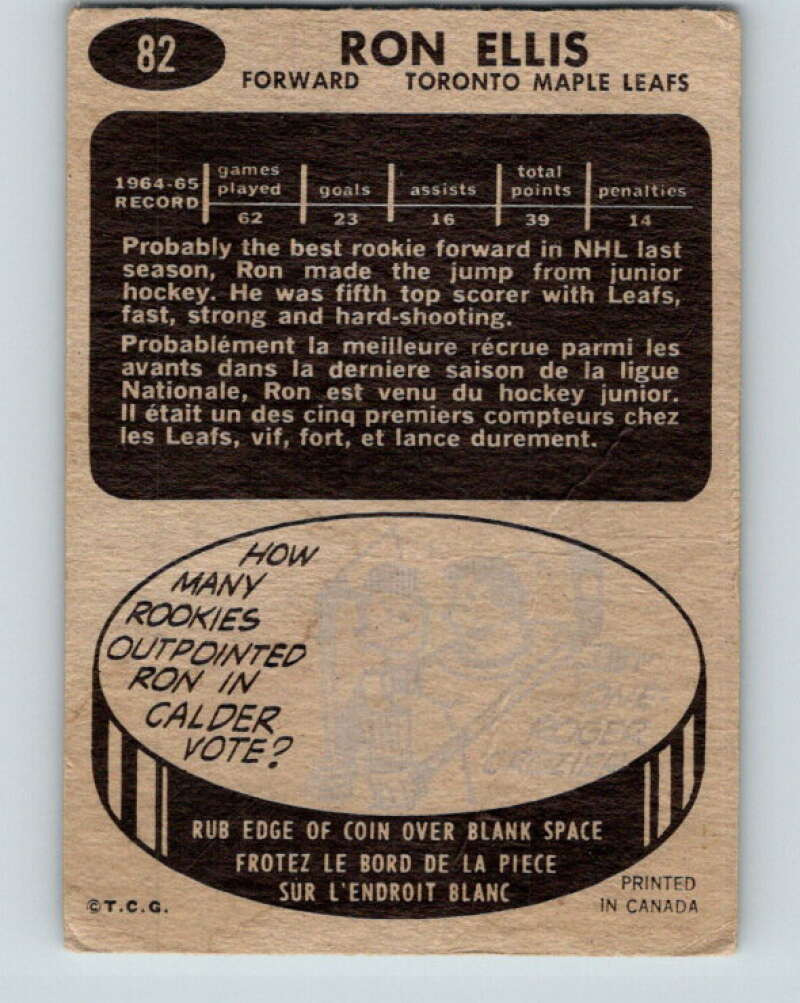 82
RON ELLIS
FORWARD TORONTO MAPLE LEAFS
1964-65 RECORD games played goals assists total points penalties
62 23 16 39 14
Probably the best rookie forward in NHL last
season, Ron made the jump from junior
hockey. He was fifth top scorer with Leafs,
fast, strong and hard-shooting.
Probablément la meilleure récrue parmi les
avants dans la derniere saison de la ligue
Nationale, Ron est venu du hockey junior.
Il était un des cinq premiers compteurs chez
les Leafs, vif, fort, et lance durement.
HOW
MANY
ROOKIES
OUTPOINTED
RON IN
CALDER
VOTE?
ONE
ROGER
RUB EDGE OF COIN OVER BLANK SPACE
FROTEZ LE BORD DE LA PIECE
SUR L'ENDROIT BLANC
©T.C.G.
PRINTED
IN CANADA